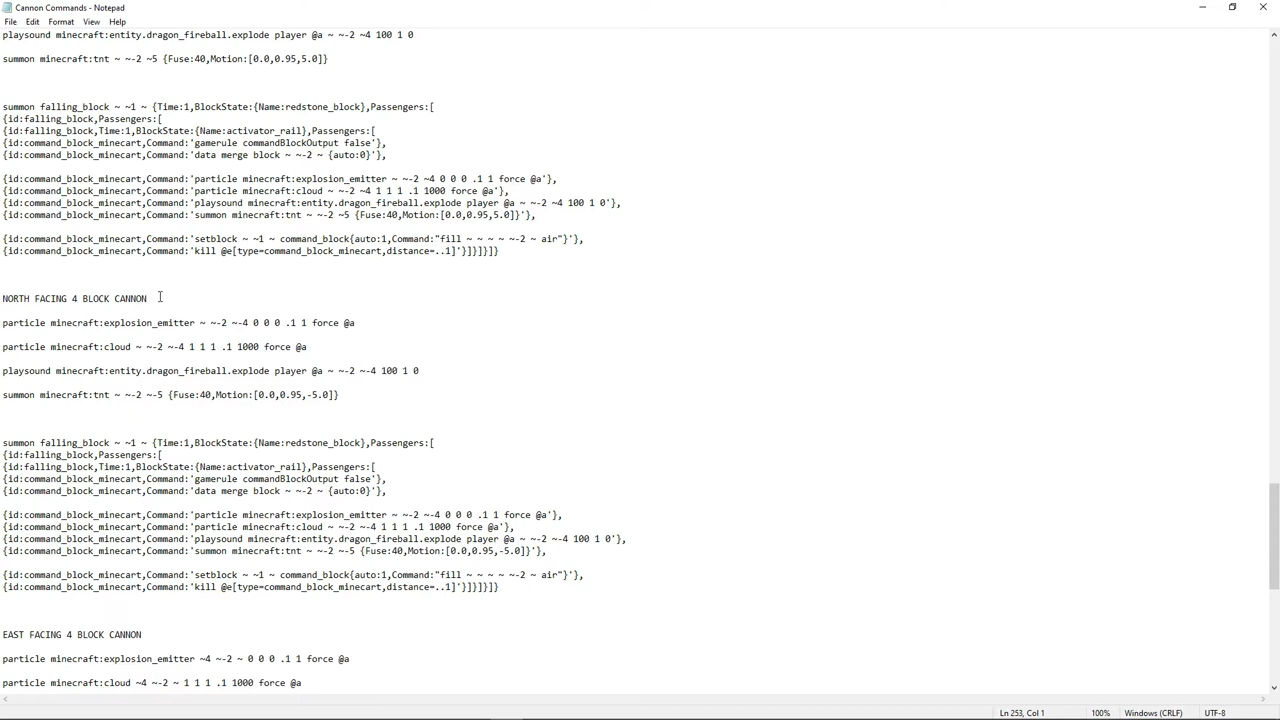 Cannon Commands - Notepad
File Edit Format View Help
playsound minecraft:entity.dragon_fireball.explode player @a ~ ~-2 ~4 100 1 0
summon minecraft:tnt ~ ~-2 ~5 {Fuse:40,Motion:[0.0,0.95,5.0]}
summon falling_block ~ ~1 ~ {Time:1,BlockState:{Name:redstone_block},Passengers:[
{id:falling_block,Passengers:[
{id:falling_block,Time:1,BlockState:{Name:activator_rail},Passengers:[
{id:command_block_minecart,Command:'gamerule commandBlockOutput false'},
{id:command_block_minecart,Command:'data merge block ~ ~-2 ~ {auto:0}'},
{id:command_block_minecart,Command:'particle minecraft:explosion_emitter ~ ~-2 ~4 0 0 0 .1 1 force @a'},
{id:command_block_minecart,Command:'particle minecraft:cloud ~ ~-2 ~4 1 1 1 .1 1000 force @a'},
{id:command_block_minecart,Command:'playsound minecraft:entity.dragon_fireball.explode player @a ~ ~-2 ~4 100 1 0'},
{id:command_block_minecart,Command:'summon minecraft:tnt ~ ~-2 ~5 {Fuse:40,Motion:[0.0,0.95,5.0]}'},
{id:command_block_minecart,Command:'setblock ~ ~1 ~ command_block{auto:1,Command:"fill ~ ~ ~ ~ ~-2 ~ air"}'},
{id:command_block_minecart,Command:'kill @e[type=command_block_minecart,distance=..1]'}]}]}]}
NORTH FACING 4 BLOCK CANNON
particle minecraft:explosion_emitter ~ ~-2 ~-4 0 0 0 .1 1 force @a
particle minecraft:cloud ~ ~-2 ~-4 1 1 1 .1 1000 force @a
playsound minecraft:entity.dragon_fireball.explode player @a ~ ~-2 ~-4 100 1 0
summon minecraft:tnt ~ ~-2 ~-5 {Fuse:40,Motion:[0.0,0.95,-5.0]}
summon falling_block ~ ~1 ~ {Time:1,BlockState:{Name:redstone_block},Passengers:[
{id:falling_block,Passengers:[
{id:falling_block,Time:1,BlockState:{Name:activator_rail},Passengers:[
{id:command_block_minecart,Command:'gamerule commandBlockOutput false'},
{id:command_block_minecart,Command:'data merge block ~ ~-2 ~ {auto:0}'},
{id:command_block_minecart,Command:'particle minecraft:explosion_emitter ~ ~-2 ~-4 0 0 0 .1 1 force @a'},
{id:command_block_minecart,Command:'particle minecraft:cloud ~ ~-2 ~-4 1 1 1 .1 1000 force @a'},
{id:command_block_minecart,Command:'playsound minecraft:entity.dragon_fireball.explode player @a ~ ~-2 ~-4 100 1 0'},
{id:command_block_minecart,Command:'summon minecraft:tnt ~ ~-2 ~-5 {Fuse:40,Motion:[0.0,0.95,-5.0]}'},
{id:command_block_minecart,Command:'setblock ~ ~1 ~ command_block{auto:1,Command:"fill ~ ~ ~ ~ ~-2 ~ air"}'},
{id:command_block_minecart,Command:'kill @e[type=command_block_minecart,distance=..1]'}]}]}]}
EAST FACING 4 BLOCK CANNON
particle minecraft:explosion_emitter ~4 ~-2 ~ 0 0 0 .1 1 force @a
particle minecraft:cloud ~4 ~-2 ~ 1 1 1 .1 1000 force @a
Ln 253, Col 1 100% Windows (CRLF) UTF-8